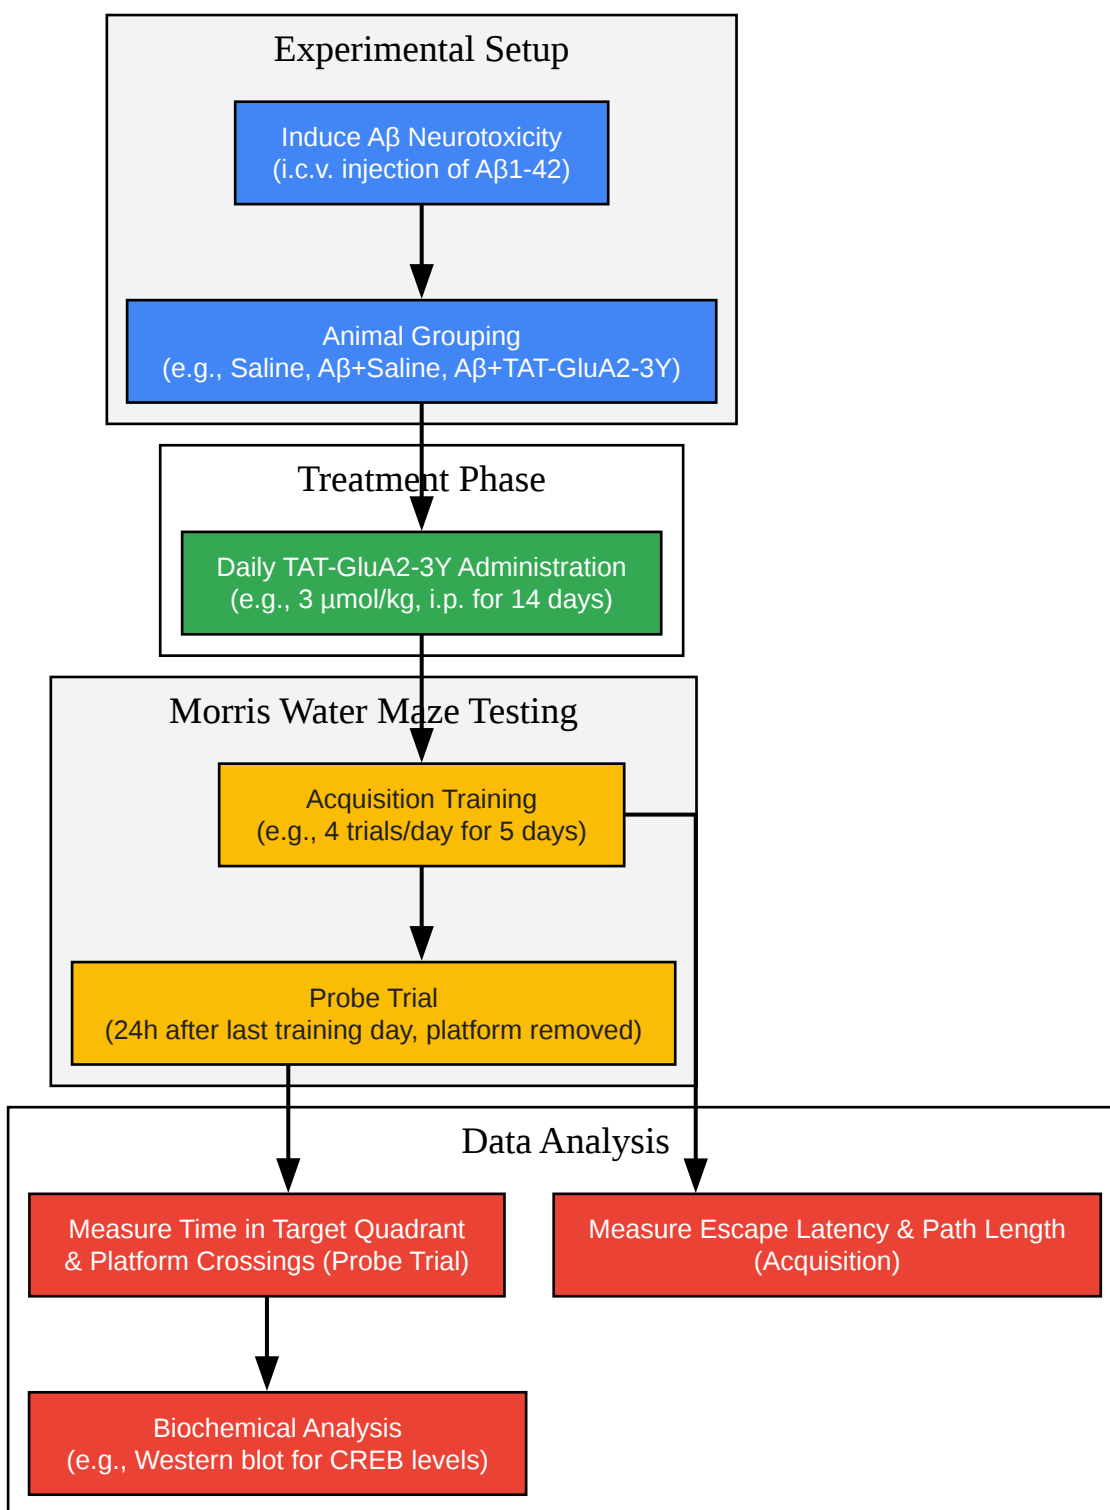 Experimental Setup
Induce Aβ Neurotoxicity
(i.c.v. injection of Aβ1-42)
Animal Grouping
(e.g., Saline, Aβ+Saline, Aβ+TAT-GluA2-3Y)
Treatment Phase
Daily TAT-GluA2-3Y Administration
(e.g., 3 µmol/kg, i.p. for 14 days)
Morris Water Maze Testing
Acquisition Training
(e.g., 4 trials/day for 5 days)
Probe Trial
(24h after last training day, platform removed)
Data Analysis
Measure Time in Target Quadrant
& Platform Crossings (Probe Trial)
Measure Escape Latency & Path Length
(Acquisition)
Biochemical Analysis
(e.g., Western blot for CREB levels)